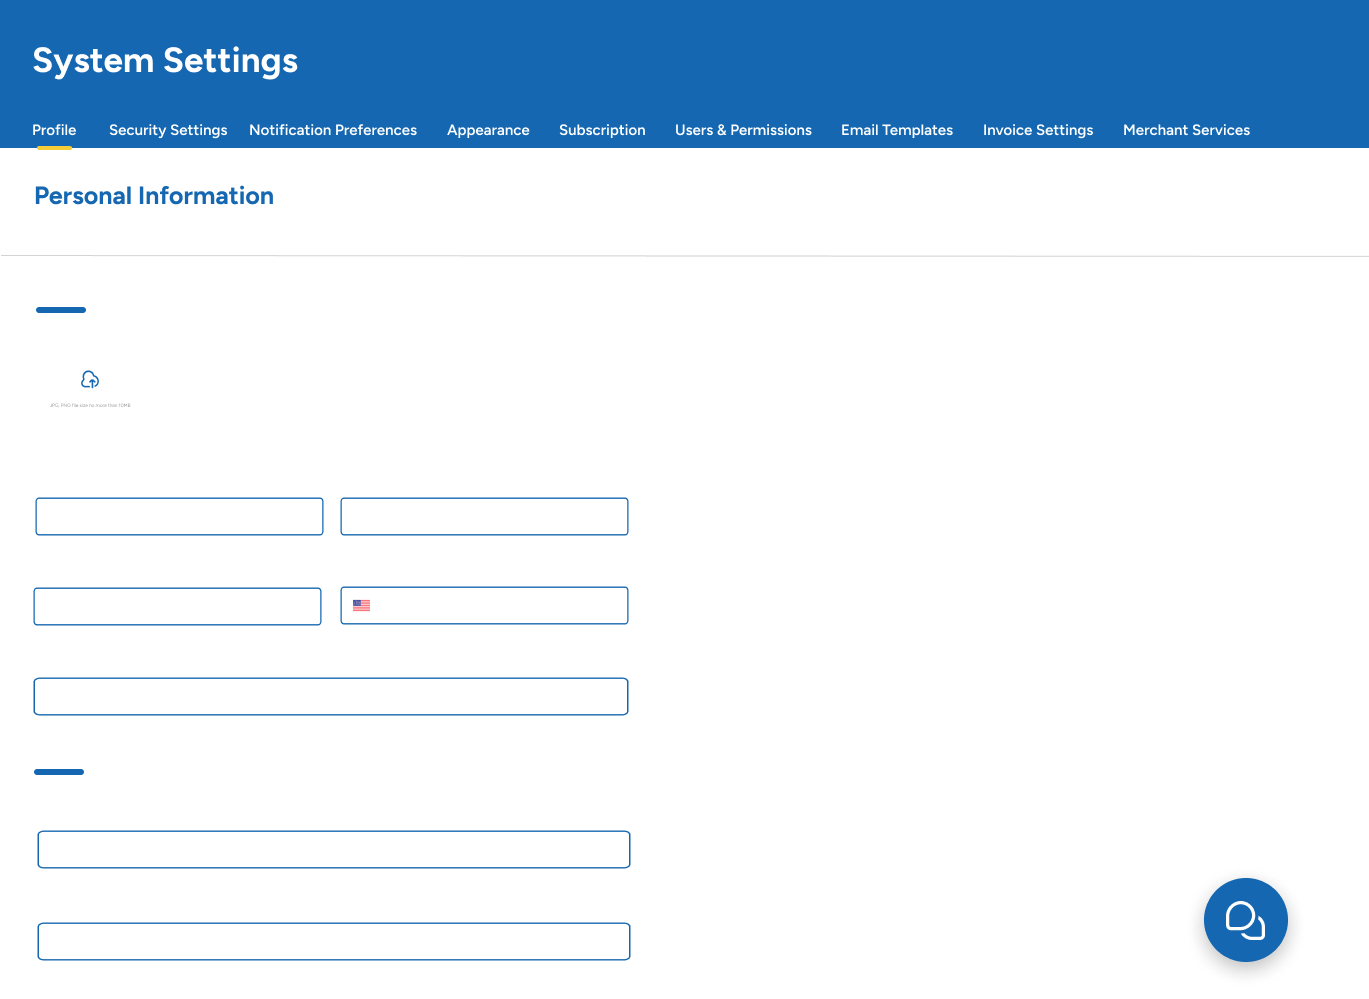 System Settings
Profile Security Settings Notification Preferences Appearance Subscription Users & Permissions Email Templates Invoice Settings Merchant Services
Personal Information
JPG, PNG file size no more than 10MB